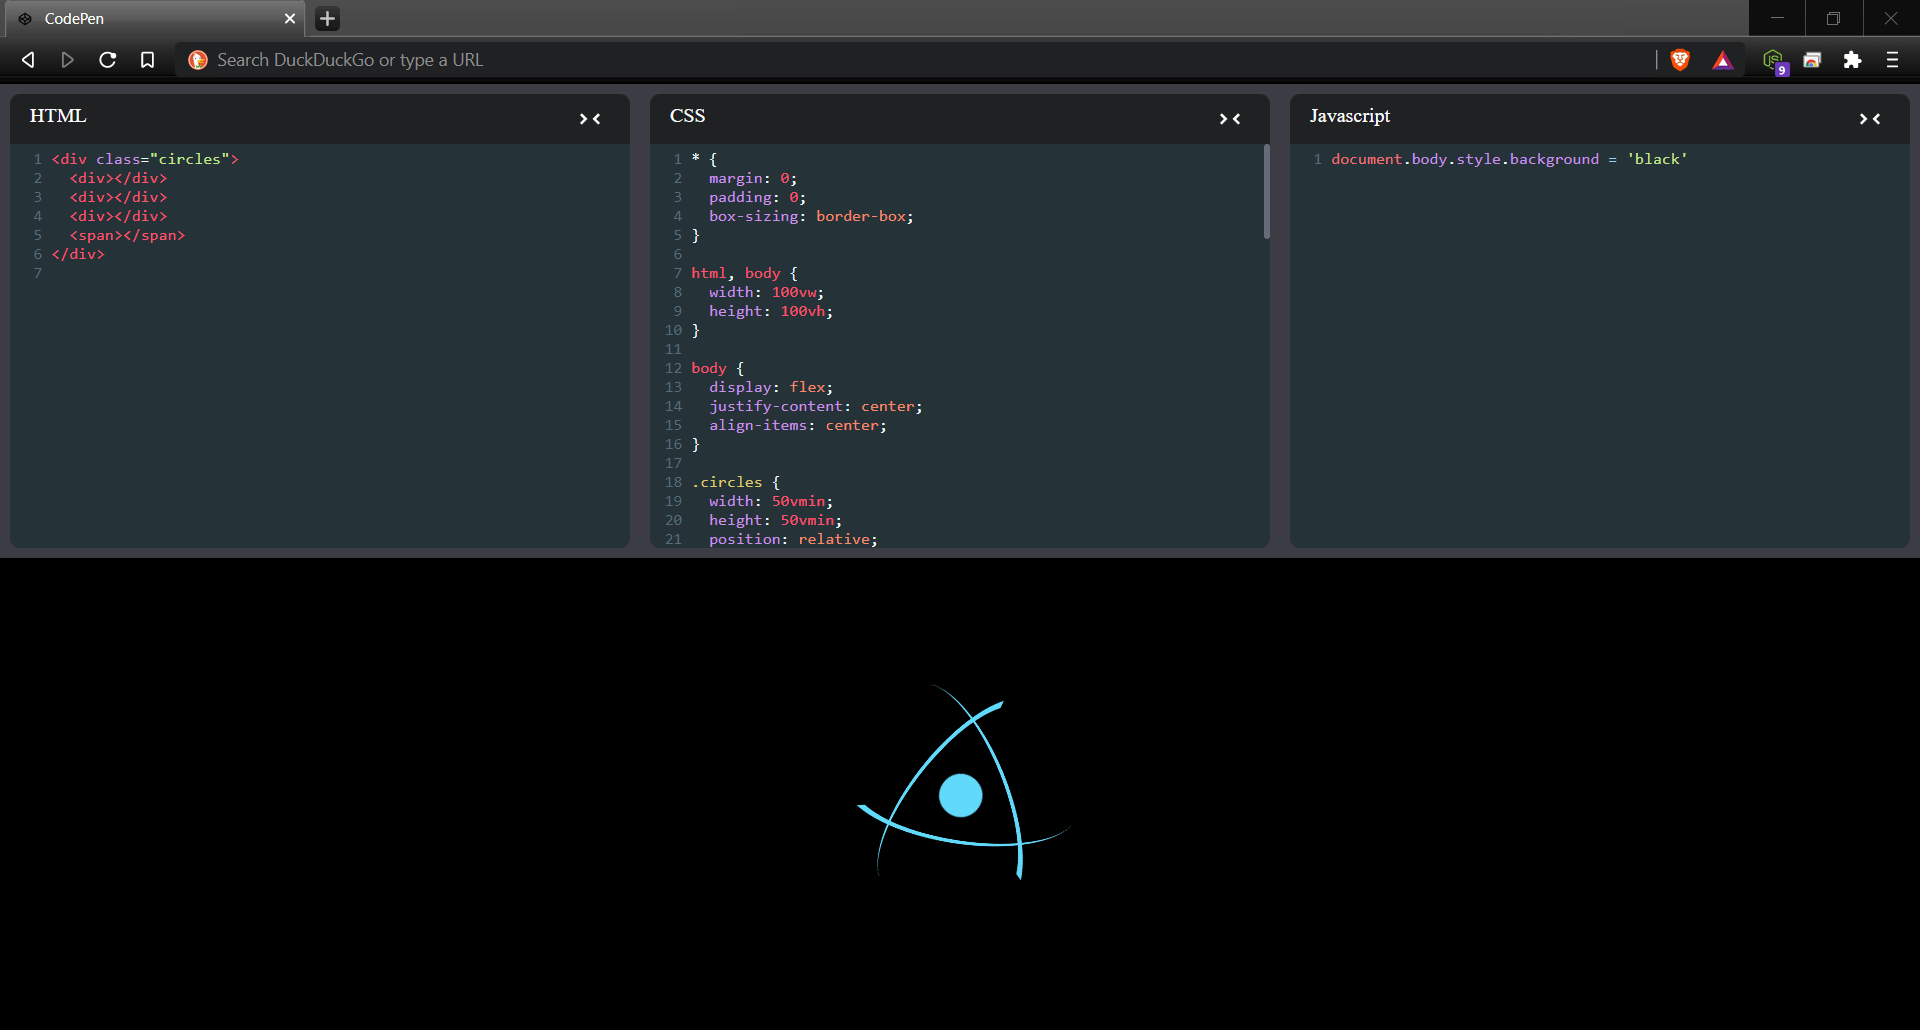 CodePen
Search DuckDuckGo or type a URL
9
HTML
1 <div class="circles">
2   <div></div>
3   <div></div>
4   <div></div>
5   <span></span>
6 </div>
7
CSS
1 * {
2   margin: 0;
3   padding: 0;
4   box-sizing: border-box;
5 }
6
7 html, body {
8   width: 100vw;
9   height: 100vh;
10 }
11
12 body {
13   display: flex;
14   justify-content: center;
15   align-items: center;
16 }
17
18 .circles {
19   width: 50vmin;
20   height: 50vmin;
21   position: relative;
Javascript
1 document.body.style.background = 'black'